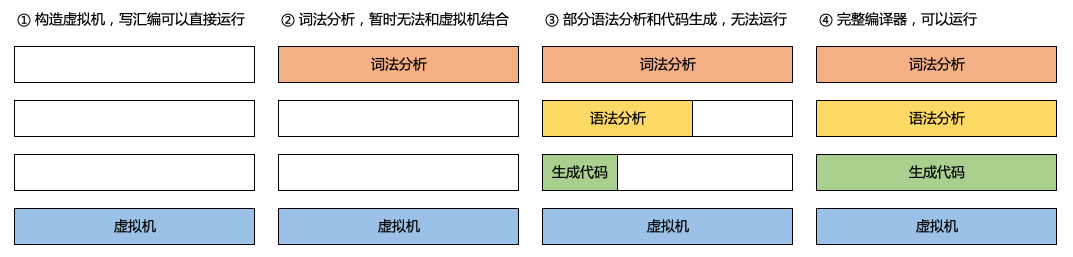 ① 构造虚拟机，写汇编可以直接运行
② 词法分析，暂时无法和虚拟机结合
③ 部分语法分析和代码生成，无法运行
④ 完整编译器，可以运行
词法分析
词法分析
词法分析
语法分析
语法分析
生成代码
生成代码
虚拟机
虚拟机
虚拟机
虚拟机